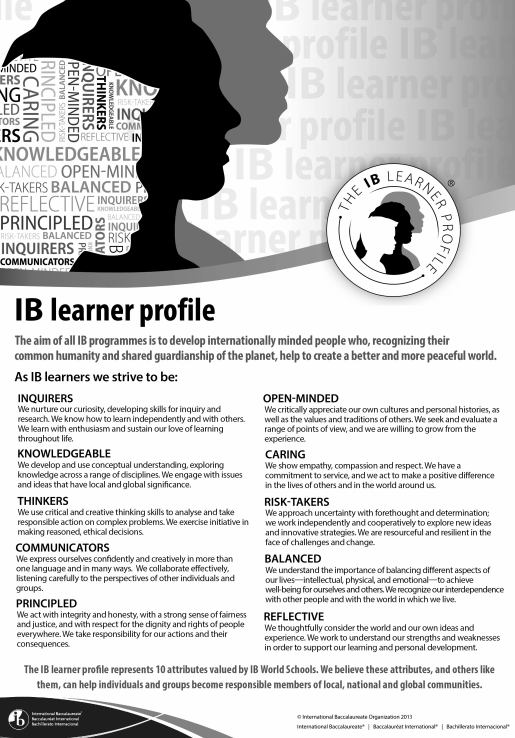 IB learner profile
THE IB LEARNER PROFILE
®
IB learner profile
The aim of all IB programmes is to develop internationally minded people who, recognizing their
common humanity and shared guardianship of the planet, help to create a better and more peaceful world.
As IB learners we strive to be:
INQUIRERS
We nurture our curiosity, developing skills for inquiry and
research. We know how to learn independently and with others.
We learn with enthusiasm and sustain our love of learning
throughout life.
KNOWLEDGEABLE
We develop and use conceptual understanding, exploring
knowledge across a range of disciplines. We engage with issues
and ideas that have local and global significance.
THINKERS
We use critical and creative thinking skills to analyse and take
responsible action on complex problems. We exercise initiative in
making reasoned, ethical decisions.
COMMUNICATORS
We express ourselves confidently and creatively in more than
one language and in many ways. We collaborate effectively,
listening carefully to the perspectives of other individuals and
groups.
PRINCIPLED
We act with integrity and honesty, with a strong sense of fairness
and justice, and with respect for the dignity and rights of people
everywhere. We take responsibility for our actions and their
consequences.
OPEN-MINDED
We critically appreciate our own cultures and personal histories, as
well as the values and traditions of others. We seek and evaluate a
range of points of view, and we are willing to grow from the
experience.
CARING
We show empathy, compassion and respect. We have a
commitment to service, and we act to make a positive difference
in the lives of others and in the world around us.
RISK-TAKERS
We approach uncertainty with forethought and determination;
we work independently and cooperatively to explore new ideas
and innovative strategies. We are resourceful and resilient in the
face of challenges and change.
BALANCED
We understand the importance of balancing different aspects of
our lives—intellectual, physical, and emotional—to achieve
well-being for ourselves and others. We recognize our interdependence
with other people and with the world in which we live.
REFLECTIVE
We thoughtfully consider the world and our own ideas and
experience. We work to understand our strengths and weaknesses
in order to support our learning and personal development.
The IB learner profile represents 10 attributes valued by IB World Schools. We believe these attributes, and others like
them, can help individuals and groups become responsible members of local, national and global communities.
International Baccalaureate®
Baccalauréat International
Bachillerato Internacional
© International Baccalaureate Organization 2013
International Baccalaureate® | Baccalauréat International® | Bachillerato Internacional®